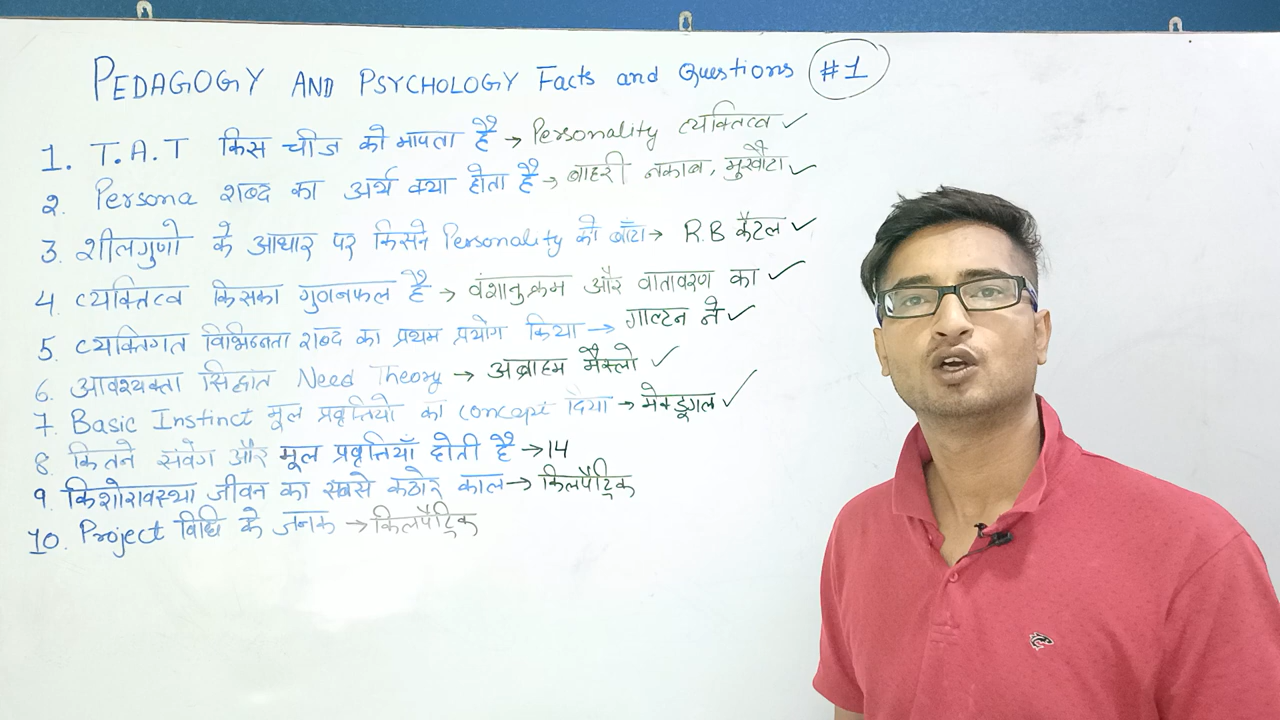 PEDAGOGY AND PSYCHOLOGY Facts and Questions #1
1. T.A.T किस चीज को मापता है → Personality व्यक्तित्व ✓
2. Persona शब्द का अर्थ क्या होता है → बाहरी नकाब, मुखौटा ✓
3. शीलगुणो के आधार पर किसने Personality को बाँटा → R.B कैटल ✓
4. व्यक्तित्व किसका गुणनफल है → वंशानुक्रम और वातावरण का ✓
5. व्यक्तिगत विभिन्नता शब्द का प्रथम प्रयोग किया → गाल्टन ने ✓
6. आवश्यक्ता सिद्धांत Need Theory → अब्राहम मैस्लो ✓
7. Basic Instinct मूल प्रवृत्तियो का concept दिया → मेक्डूगल ✓
8. कितने संवेग और मूल प्रवृत्तियाँ होती है → 14
9. किशोरावस्था जीवन का सबसे कठोर काल → किलपैट्रिक
10. Project विधि के जनक → किलपैट्रिक